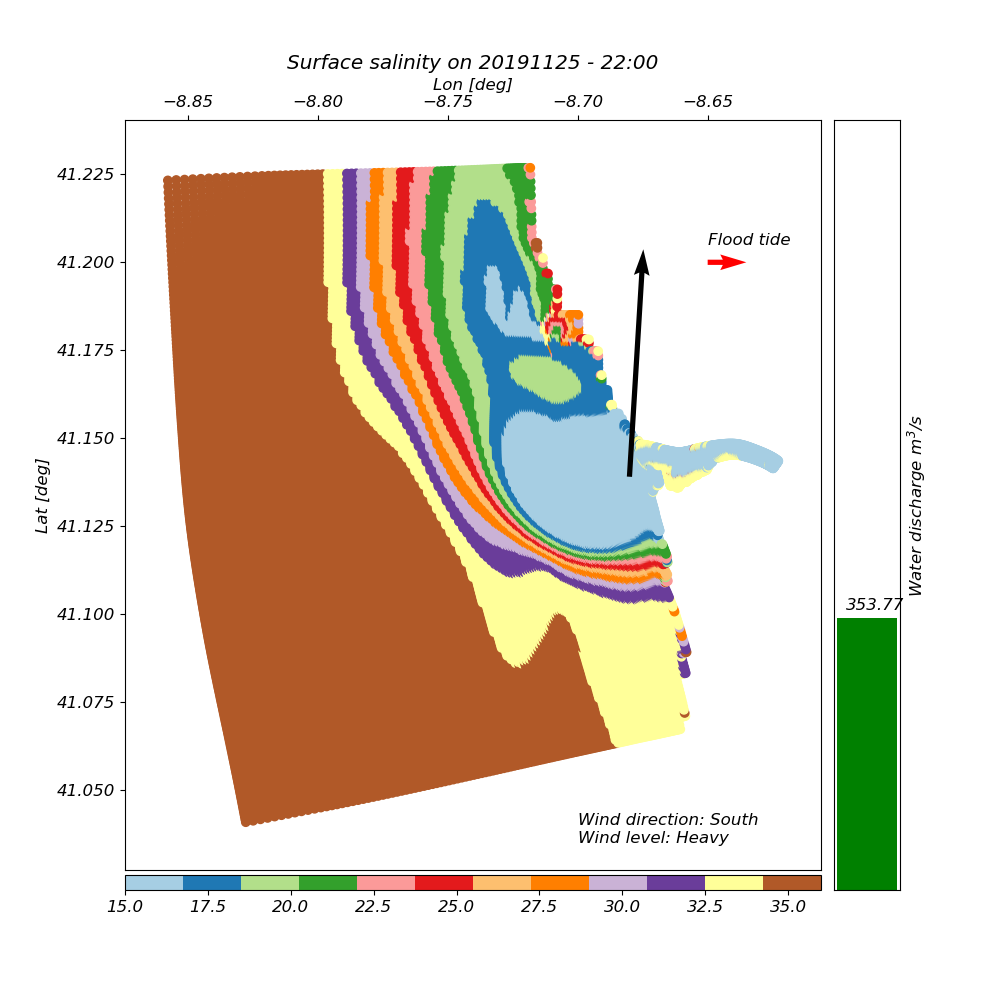 Surface salinity on 20191125 - 22:00
Lon [deg]
−8.85 −8.80 −8.75 −8.70 −8.65
41.225
41.200
41.175
41.150
41.125
41.100
41.075
41.050
Lat [deg]
Flood tide
Wind direction: South
Wind level: Heavy
353.77
Water discharge m³/s
15.0 17.5 20.0 22.5 25.0 27.5 30.0 32.5 35.0